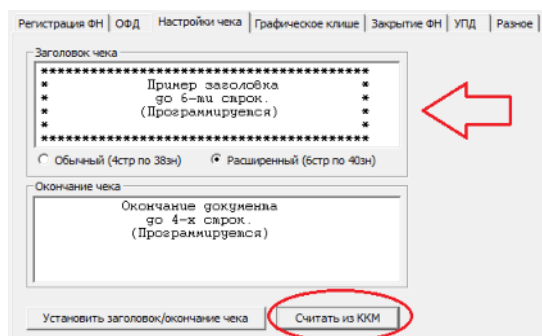 Регистрация ФН | ОФД | Настройки чека | Графическое клише | Закрытие ФН | УПД | Разное
Заголовок чека
****************************************
* Пример заголовка *
* до 6-ти строк. *
* (Программируется) *
* *
****************************************
Обычный (4стр по 38зн) Расширенный (6стр по 40зн)
Окончание чека
Окончание документа
до 4-х строк.
(Программируется)
Установить заголовок/окончание чека Считать из ККМ